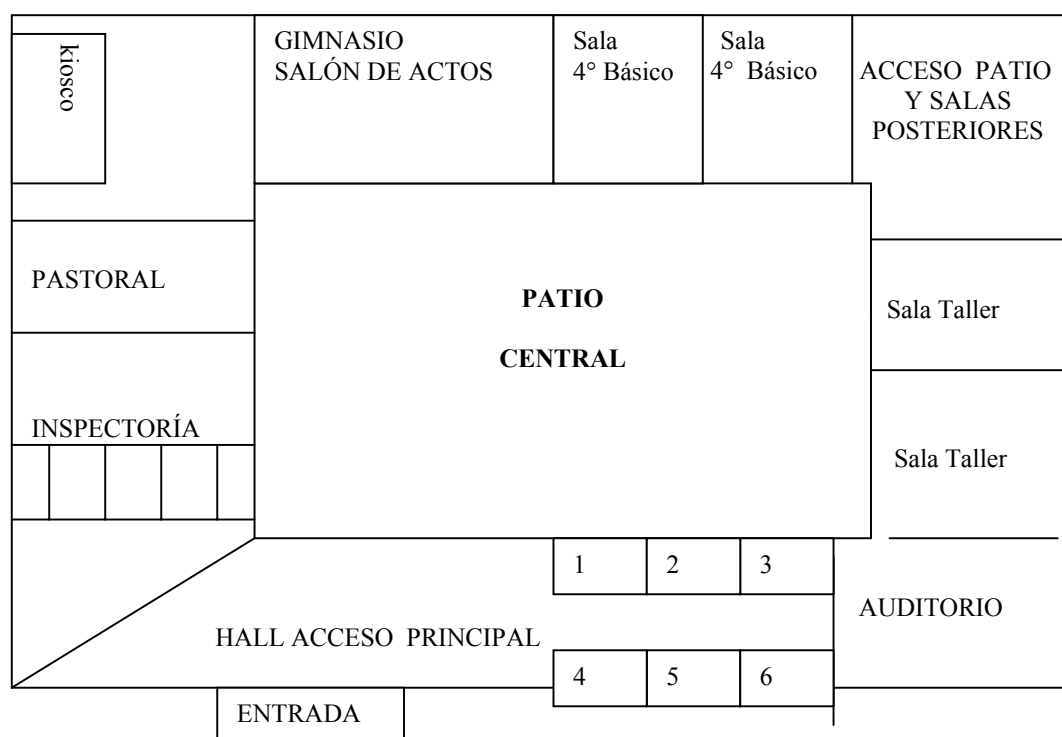 kiosco
GIMNASIO
SALÓN DE ACTOS
Sala
4° Básico
Sala
4° Básico
ACCESO PATIO
Y SALAS
POSTERIORES
PASTORAL
PATIO
CENTRAL
Sala Taller
INSPECTORÍA
Sala Taller
1
2
3
AUDITORIO
HALL ACCESO PRINCIPAL
4
5
6
ENTRADA